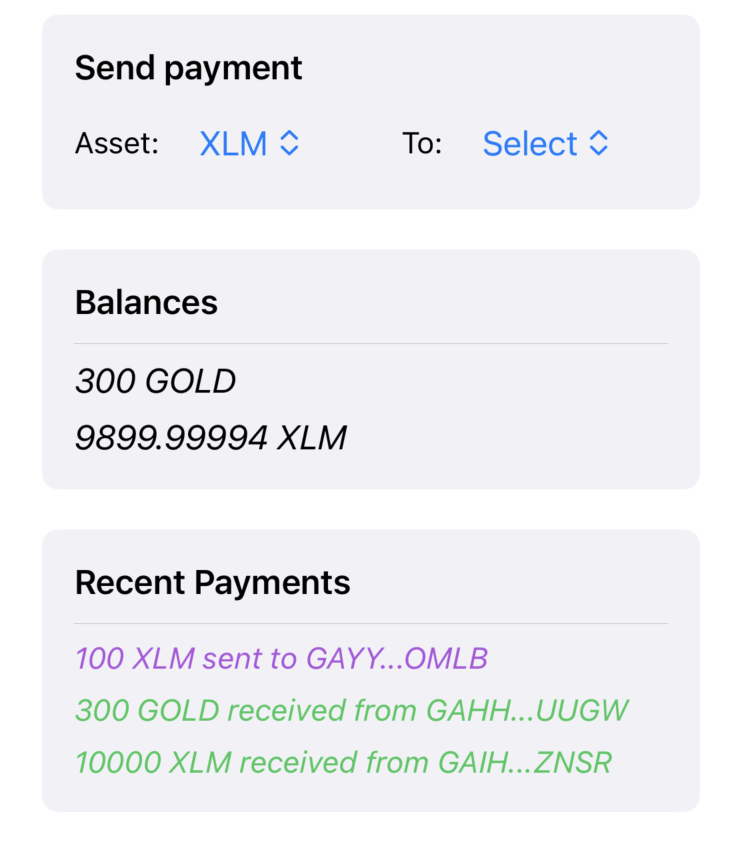 Send payment
Asset: XLM To: Select
Balances
300 GOLD
9899.99994 XLM
Recent Payments
100 XLM sent to GAYY...OMLB
300 GOLD received from GAHH...UUGW
10000 XLM received from GAIH...ZNSR